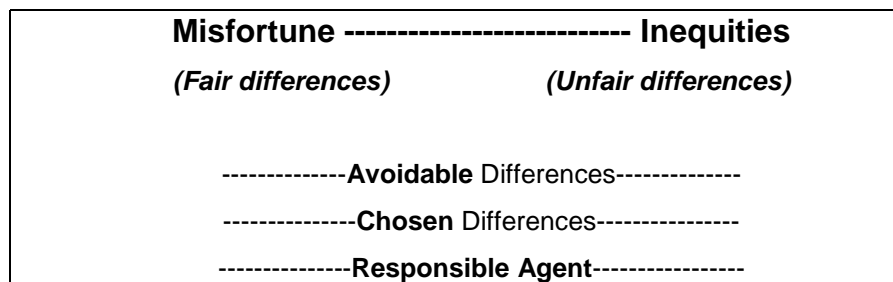 Misfortune --------------------------- Inequities
(Fair differences) (Unfair differences)
--------------Avoidable Differences--------------
---------------Chosen Differences----------------
---------------Responsible Agent-----------------